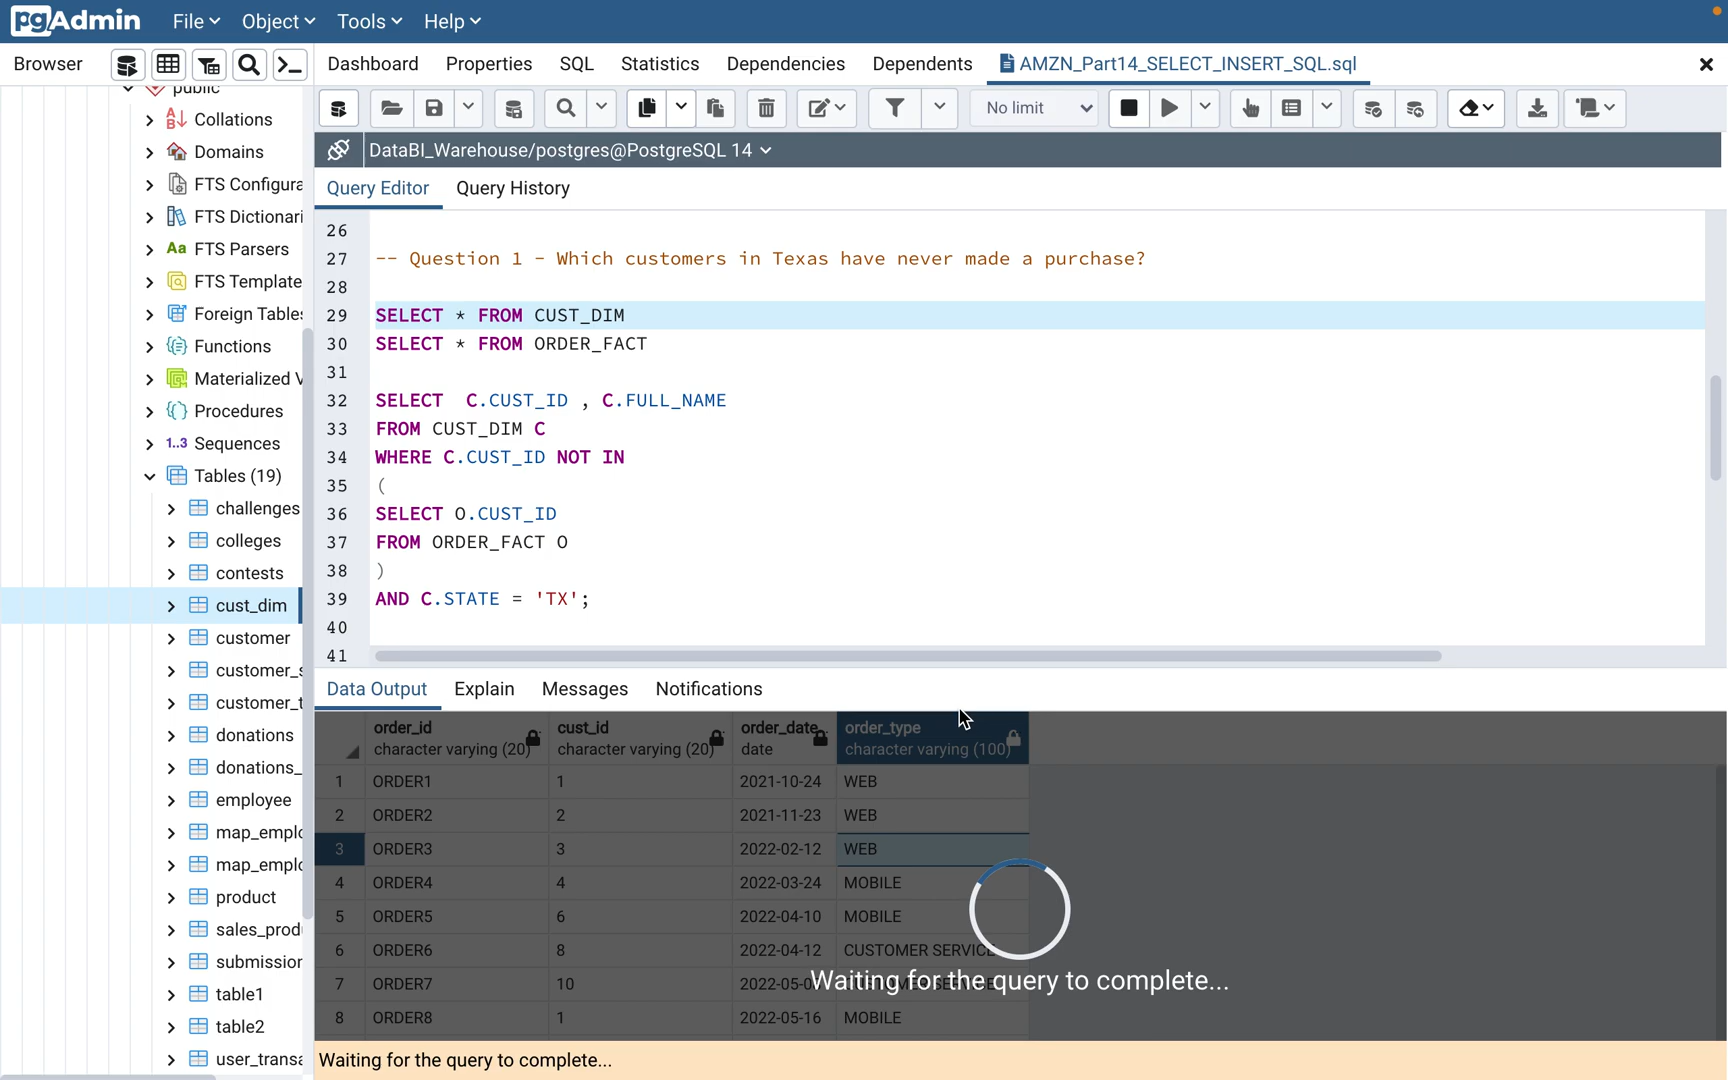 pgAdmin File Object Tools Help
Browser Dashboard Properties SQL Statistics Dependencies Dependents AMZN_Part14_SELECT_INSERT_SQL.sql
No limit
DataBI_Warehouse/postgres@PostgreSQL 14
Query Editor Query History
public
Collations
Domains
FTS Configura
FTS Dictionari
Aa FTS Parsers
FTS Template
Foreign Tables
Functions
Materialized V
Procedures
1..3 Sequences
Tables (19)
challenges
colleges
contests
cust_dim
customer
customer_s
customer_t
donations
donations_
employee
map_emplo
map_emplo
product
sales_produ
submission
table1
table2
user_transa
26
27 -- Question 1 - Which customers in Texas have never made a purchase?
28
29 SELECT * FROM CUST_DIM
30 SELECT * FROM ORDER_FACT
31
32 SELECT C.CUST_ID , C.FULL_NAME
33 FROM CUST_DIM C
34 WHERE C.CUST_ID NOT IN
35 (
36 SELECT O.CUST_ID
37 FROM ORDER_FACT O
38 )
39 AND C.STATE = 'TX';
40
41
Data Output Explain Messages Notifications
order_id cust_id order_date order_type
character varying (20) character varying (20) date character varying (100)
1 ORDER1 1 2021-10-24 WEB
2 ORDER2 2 2021-11-23 WEB
3 ORDER3 3 2022-02-12 WEB
4 ORDER4 4 2022-03-24 MOBILE
5 ORDER5 6 2022-04-10 MOBILE
6 ORDER6 8 2022-04-12 CUSTOMER SERVICE
7 ORDER7 10
Waiting for the query to complete...
8 ORDER8 1 2022-05-16 MOBILE
Waiting for the query to complete...